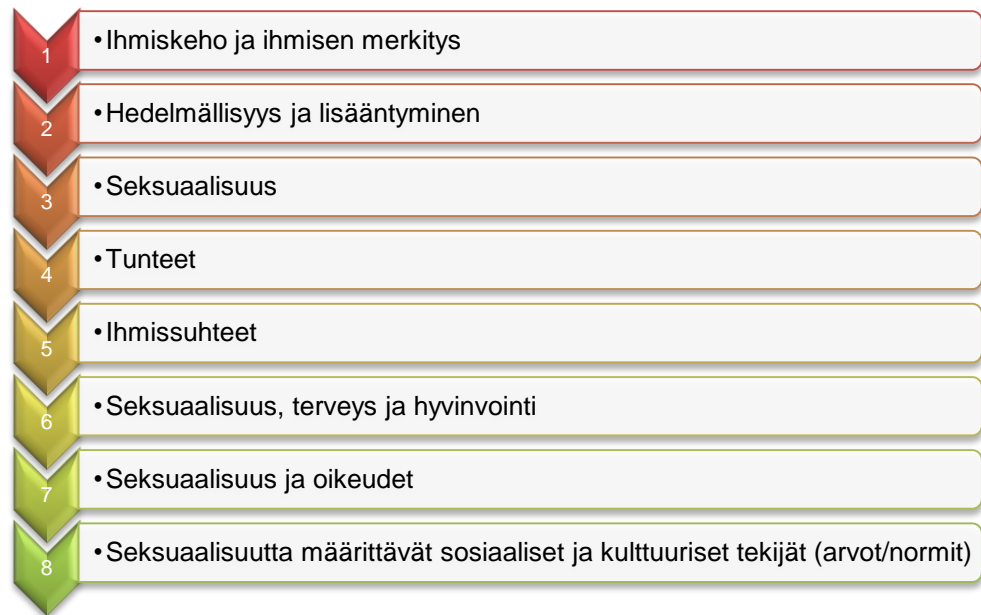 1 •Ihmiskeho ja ihmisen merkitys
2 •Hedelmällisyys ja lisääntyminen
3 •Seksuaalisuus
4 •Tunteet
5 •Ihmissuhteet
6 •Seksuaalisuus, terveys ja hyvinvointi
7 •Seksuaalisuus ja oikeudet
8 •Seksuaalisuutta määrittävät sosiaaliset ja kulttuuriset tekijät (arvot/normit)